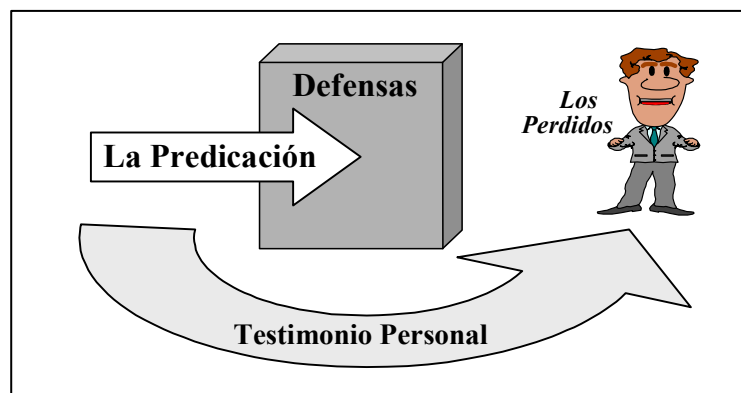 Defensas
Los
Perdidos
La Predicación
Testimonio Personal